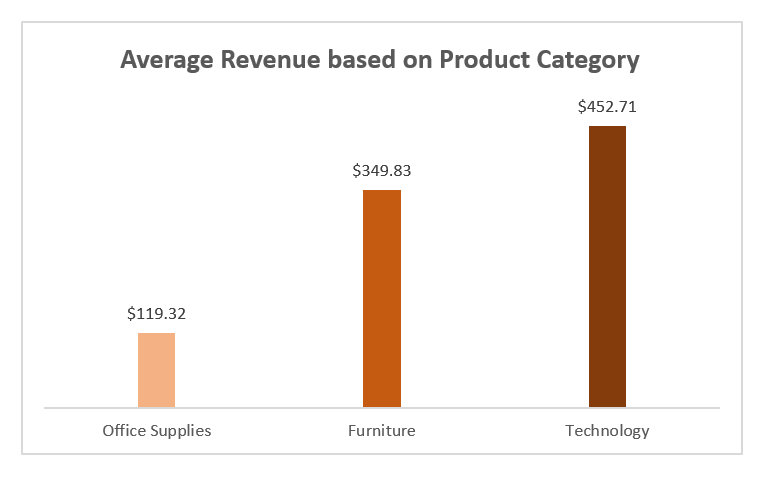 Average Revenue based on Product Category
$452.71
$349.83
$119.32
Office Supplies Furniture Technology